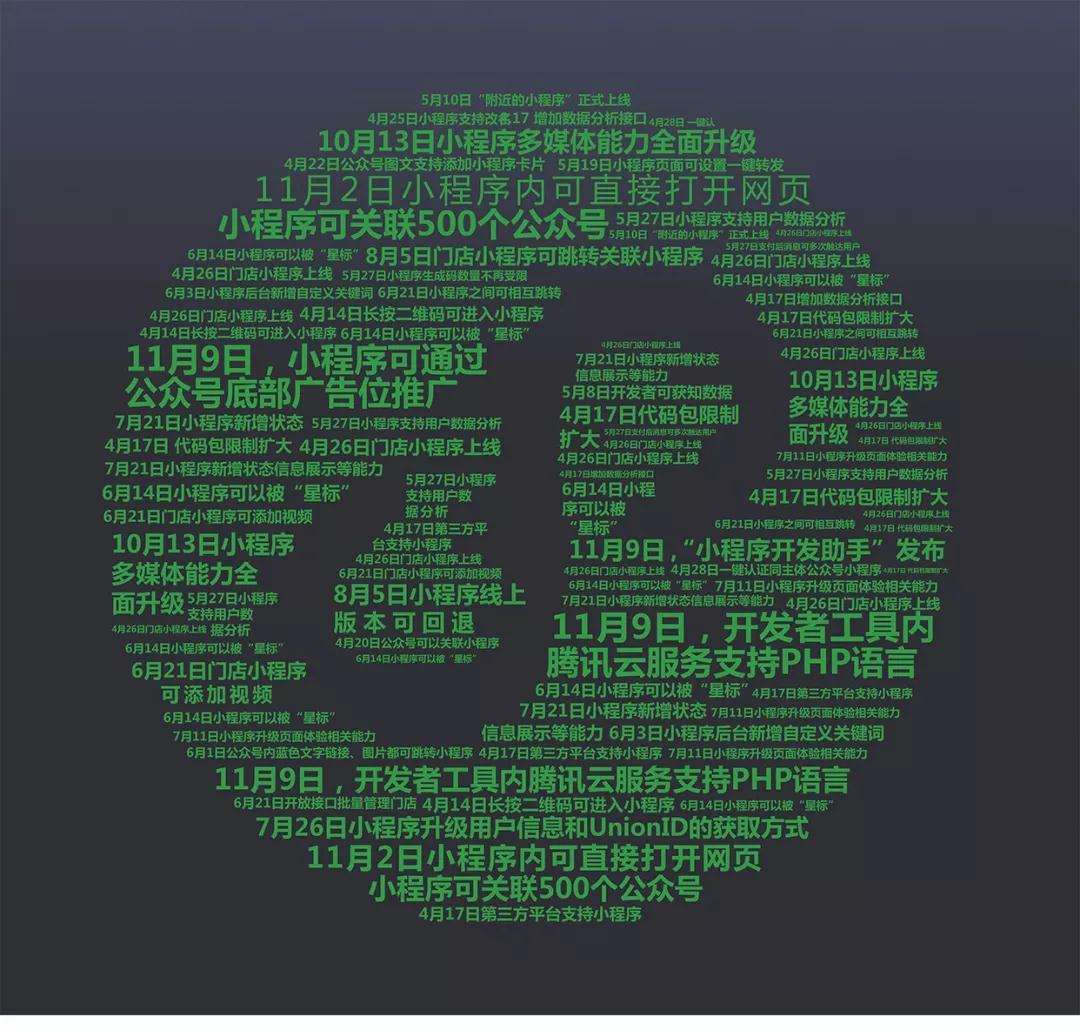 5月10日“附近的小程序”正式上线
4月25日小程序支持改名17 增加数据分析接口 4月28日 一键认
10月13日小程序多媒体能力全面升级
4月22日公众号图文支持添加小程序卡片 5月19日小程序页面可设置一键转发
11月2日小程序内可直接打开网页
小程序可关联500个公众号 5月27日小程序支持用户数据分析
5月10日“附近的小程序”正式上线 4月26日门店小程序上线
5月27日支付后消息可多次触达用户
6月14日小程序可以被“星标” 8月5日门店小程序可跳转关联小程序 4月26日门店小程序上线
4月26日门店小程序上线 5月27日小程序生成码数量不再受限 6月14日小程序可以被“星标”
6月3日小程序后台新增自定义关键词 6月21日小程序之间可相互跳转 4月17日增加数据分析接口
4月26日门店小程序上线 4月14日长按二维码可进入小程序 4月17日代码包限制扩大
4月14日长按二维码可进入小程序 6月14日小程序可以被“星标” 6月21日小程序之间可相互跳转
11月9日，小程序可通过
公众号底部广告位推广
7月21日小程序新增状态 5月27日小程序支持用户数据分析
4月17日 代码包限制扩大 4月26日门店小程序上线
7月21日小程序新增状态信息展示等能力
6月14日小程序可以被“星标”
6月21日门店小程序可添加视频
10月13日小程序
多媒体能力全
面升级 5月27日小程序
支持用户数
4月26日门店小程序上线 据分析
6月14日小程序可以被“星标”
6月21日门店小程序
可添加视频
6月14日小程序可以被“星标”
7月11日小程序升级页面体验相关能力
5月27日小程序
支持用户数
据分析
4月17日第三方平
台支持小程序
4月26日门店小程序上线
6月21日门店小程序可添加视频
8月5日小程序线上
版本可回退
4月20日公众号可以关联小程序
6月14日小程序可以被“星标”
4月26日门店小程序上线
7月21日小程序新增状态
信息展示等能力
5月8日开发者可获知数据
4月17日代码包限制
扩大 5月27日支付后消息可多次触达用户
4月26日门店小程序上线
4月26日门店小程序上线
4月17日增加数据分析接口
6月14日小程
序可以被
“星标”
4月26日门店小程序上线
10月13日小程序
多媒体能力全
面升级 4月26日门店小程序上线
4月17日 代码包限制扩大
7月11日小程序升级页面体验相关能力
5月27日小程序支持用户数据分析
4月17日代码包限制扩大
4月26日门店小程序上线
6月21日小程序之间可相互跳转 4月17日 代码包限制扩大
11月9日,“小程序开发助手”发布
4月26日门店小程序上线 4月28日一键认证同主体公众号小程序 4月17日 代码包限制扩大
6月14日小程序可以被“星标” 7月11日小程序升级页面体验相关能力
7月21日小程序新增状态信息展示等能力 4月26日门店小程序上线
11月9日，开发者工具内
腾讯云服务支持PHP语言
6月14日小程序可以被“星标” 4月17日第三方平台支持小程序
7月21日小程序新增状态 7月11日小程序升级页面体验相关能力
信息展示等能力 6月3日小程序后台新增自定义关键词
6月1日公众号内蓝色文字链接、图片都可跳转小程序 4月17日第三方平台支持小程序 7月11日小程序升级页面体验相关能力
11月9日，开发者工具内腾讯云服务支持PHP语言
6月21日开放接口批量管理门店 4月14日长按二维码可进入小程序 6月14日小程序可以被“星标”
7月26日小程序升级用户信息和UnionID的获取方式
11月2日小程序内可直接打开网页
小程序可关联500个公众号
4月17日第三方平台支持小程序